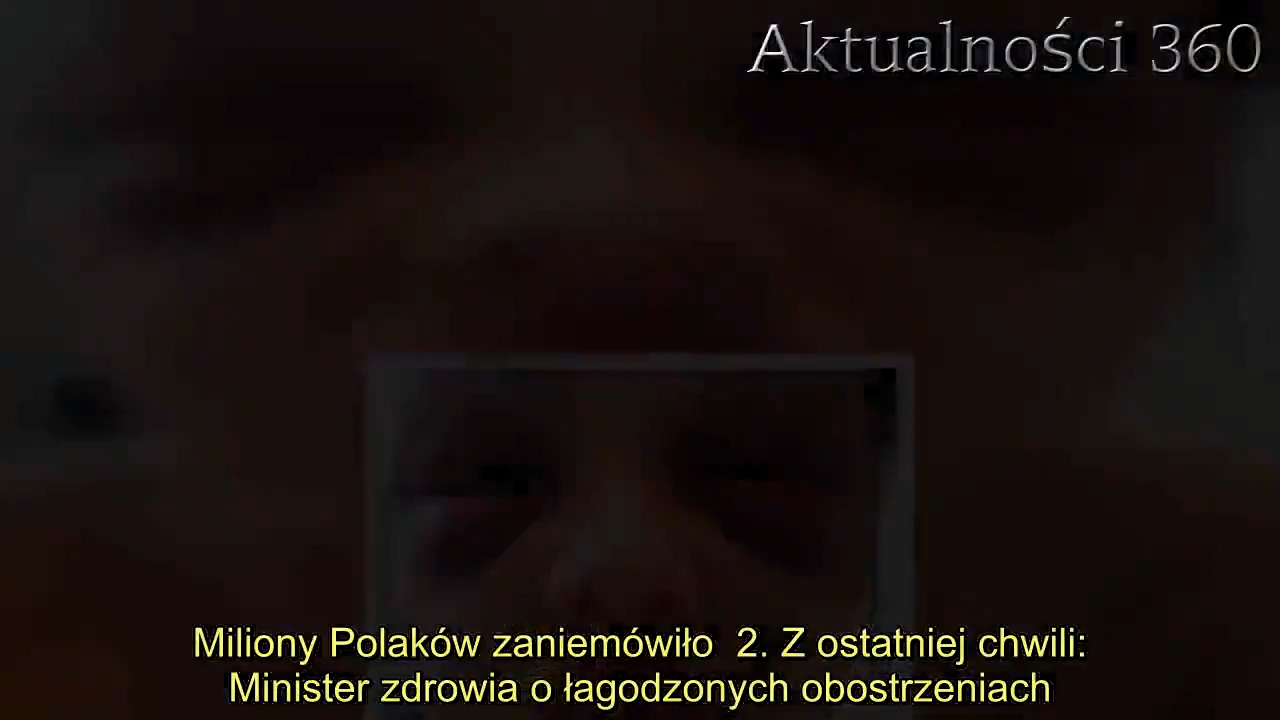 Aktualności 360
Miliony Polaków zaniemówiło  2. Z ostatniej chwili:
Minister zdrowia o łagodzonych obostrzeniach